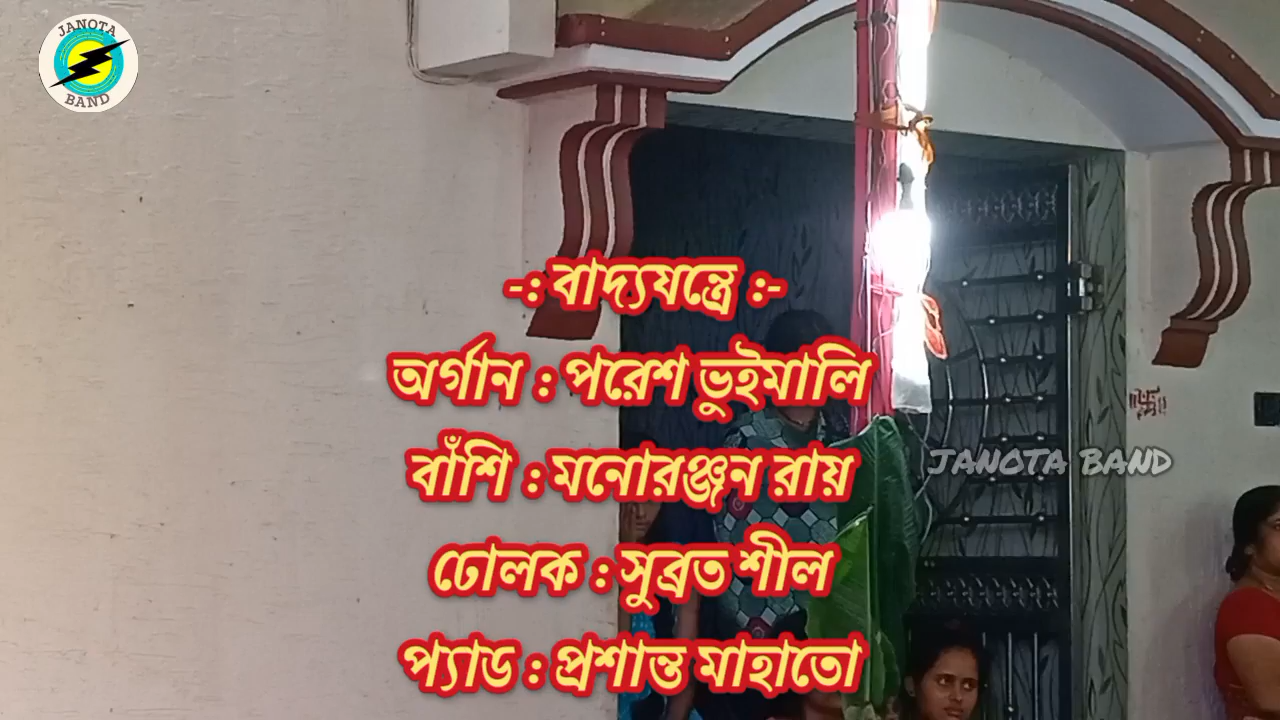 JANOTA
BAND
-: বাদ্যযন্ত্রে :-
অর্গান : পরেশ ভুইমালি
বাঁশি : মনোরঞ্জন রায়
JANOTA BAND
ঢোলক : সুব্রত শীল
প্যাড : প্রশান্ত মাহাতো